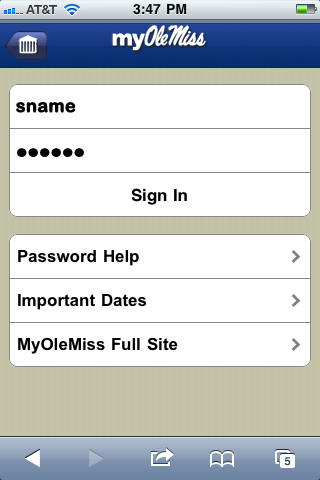 AT&T 3:47 PM
myOleMiss
sname
●●●●●●
Sign In
Password Help
Important Dates
MyOleMiss Full Site
5